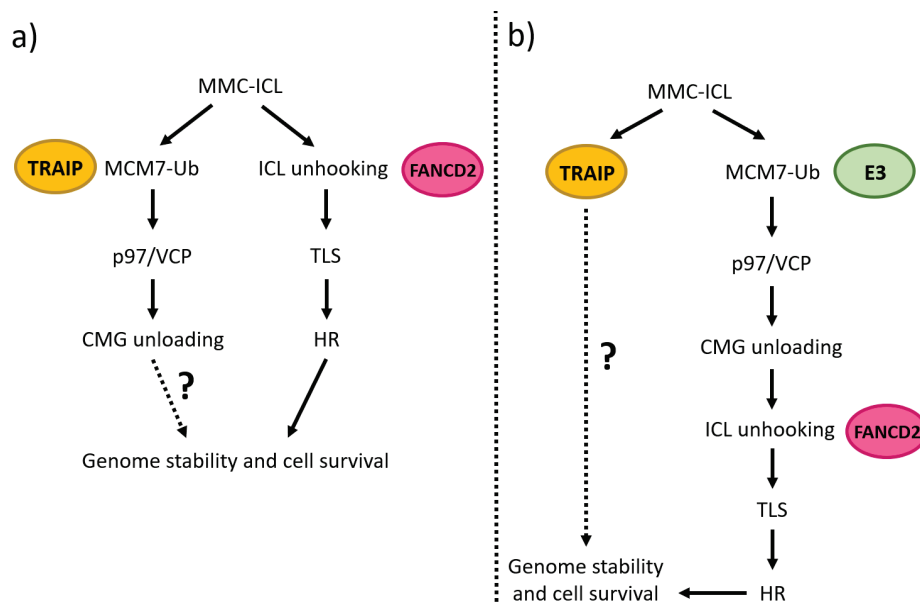 a)
MMC-ICL
TRAIP
MCM7-Ub
ICL unhooking
FANCD2
p97/VCP
TLS
CMG unloading
HR
?
Genome stability and cell survival
b)
MMC-ICL
TRAIP
MCM7-Ub
E3
p97/VCP
?
CMG unloading
ICL unhooking
FANCD2
TLS
Genome stability
and cell survival
HR